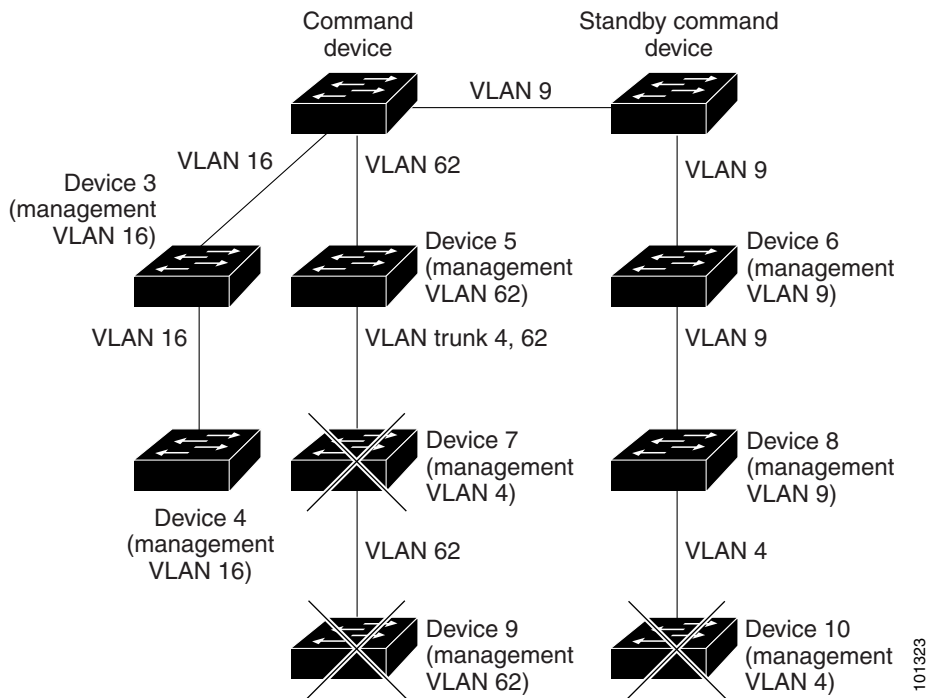 Command
device
Standby command
device
VLAN 9
VLAN 16
VLAN 62
VLAN 9
Device 3
(management
VLAN 16)
Device 5
(management
VLAN 62)
Device 6
(management
VLAN 9)
VLAN 16
VLAN trunk 4, 62
VLAN 9
Device 7
(management
VLAN 4)
Device 8
(management
VLAN 9)
Device 4
(management
VLAN 16)
VLAN 62
VLAN 4
Device 9
(management
VLAN 62)
Device 10
(management
VLAN 4)
101323